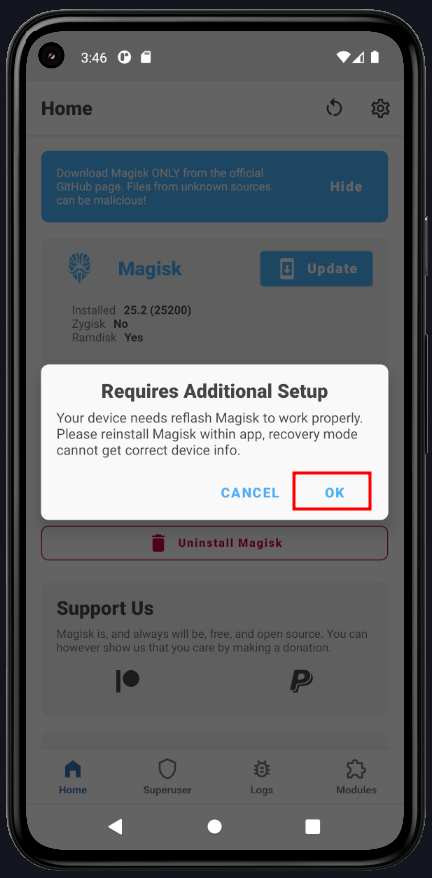 3:46
Home
Download Magisk ONLY from the official
GitHub page. Files from unknown sources
can be malicious!
Hide
Magisk
Update
Installed 25.2 (25200)
Zygisk No
Ramdisk Yes
Requires Additional Setup
Your device needs reflash Magisk to work properly.
Please reinstall Magisk within app, recovery mode
cannot get correct device info.
CANCEL OK
Uninstall Magisk
Support Us
Magisk is, and always will be, free, and open source. You can
however show us that you care by making a donation.
Home Superuser Logs Modules